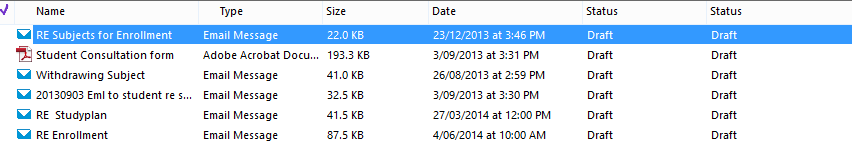 Name Type Size Date Status Status
RE Subjects for Enrollment Email Message 22.0 KB 23/12/2013 at 3:46 PM Draft Draft
Student Consultation form Adobe Acrobat Docu... 193.3 KB 3/09/2013 at 3:31 PM Draft Draft
Withdrawing Subject Email Message 41.0 KB 26/08/2013 at 2:59 PM Draft Draft
20130903 Eml to student re s... Email Message 32.5 KB 3/09/2013 at 3:30 PM Draft Draft
RE  Studyplan Email Message 41.5 KB 27/03/2014 at 12:00 PM Draft Draft
RE Enrollment Email Message 87.5 KB 4/06/2014 at 10:00 AM Draft Draft